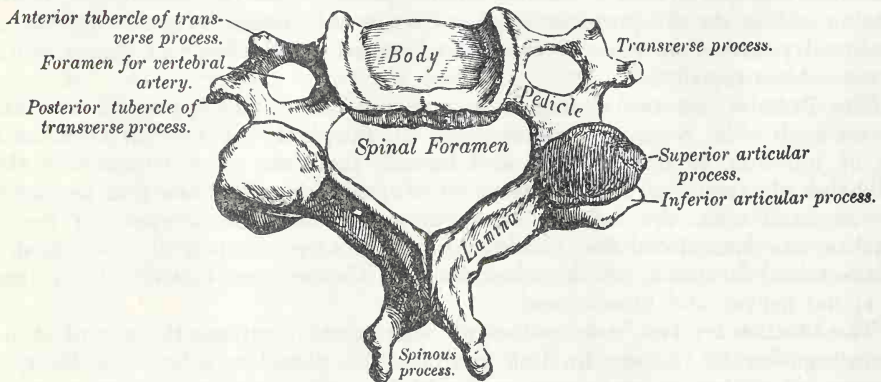 Anterior tubercle of trans-
verse process.
Foramen for vertebral
artery.
Posterior tubercle of
transverse process.
Body
Transverse process.
Pedicle
Spinal Foramen
Superior articular
process.
Inferior articular process.
Lamina
Spinous
process.